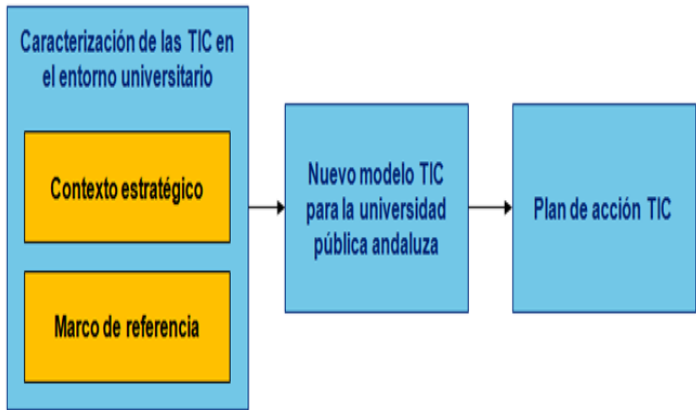 Caracterización de las TIC en
el entorno universitario
Contexto estratégico
Marco de referencia
Nuevo modelo TIC
para la universidad
pública andaluza
Plan de acción TIC